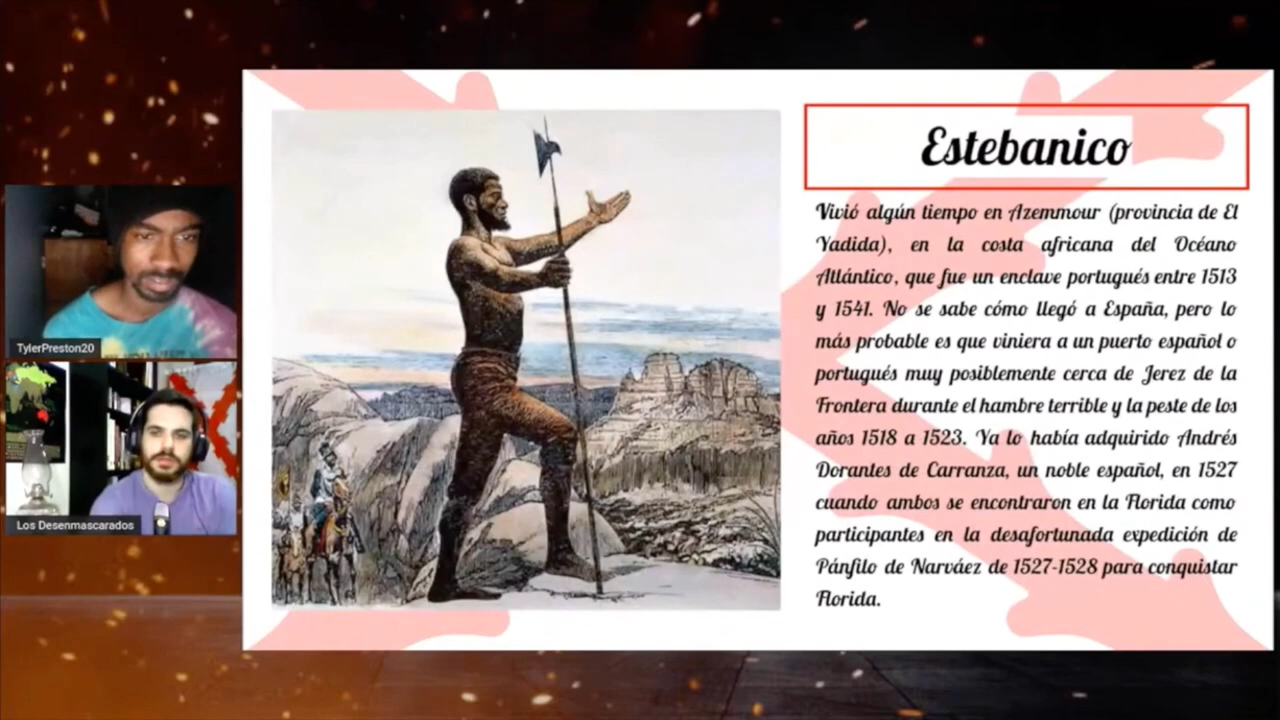 Estebanico
Vivió algún tiempo en Azemmour (provincia de El
Yadida), en la costa africana del Océano
Atlántico, que fue un enclave portugués entre 1513
y 1541. No se sabe cómo llegó a España, pero lo
más probable es que viniera a un puerto español o
portugués muy posiblemente cerca de Jerez de la
Frontera durante el hambre terrible y la peste de los
años 1518 a 1523. Ya lo había adquirido Andrés
Dorantes de Carranza, un noble español, en 1527
cuando ambos se encontraron en la Florida como
participantes en la desafortunada expedición de
Pánfilo de Narváez de 1527-1528 para conquistar
Florida.
TylerPreston20
Los Desenmascarados